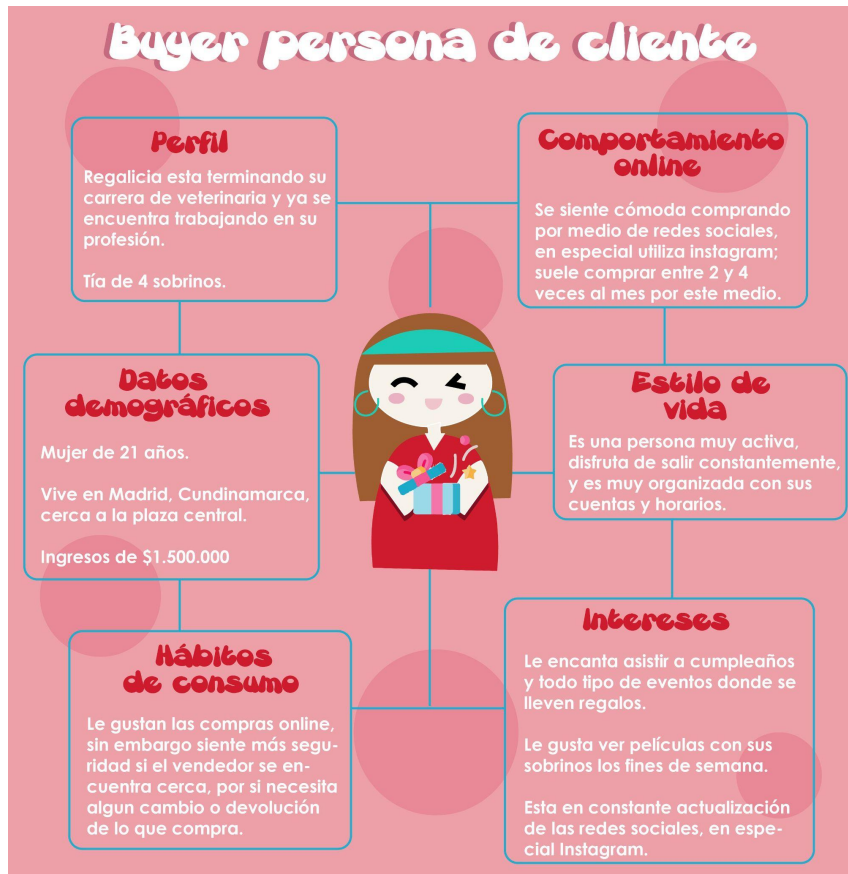 Buyer persona de cliente
Perfil
Regalicia esta terminando su
carrera de veterinaria y ya se
encuentra trabajando en su
profesión.
Tía de 4 sobrinos.
Comportamiento
online
Se siente cómoda comprando
por medio de redes sociales,
en especial utiliza instagram;
suele comprar entre 2 y 4
veces al mes por este medio.
Datos
demográficos
Mujer de 21 años.
Vive en Madrid, Cundinamarca,
cerca a la plaza central.
Ingresos de $1.500.000
Estilo de
vida
Es una persona muy activa,
disfruta de salir constantemente,
y es muy organizada con sus
cuentas y horarios.
Hábitos
de consumo
Le gustan las compras online,
sin embargo siente más segu-
ridad si el vendedor se en-
cuentra cerca, por si necesita
algun cambio o devolución
de lo que compra.
Intereses
Le encanta asistir a cumpleaños
y todo tipo de eventos donde se
lleven regalos.
Le gusta ver películas con sus
sobrinos los fines de semana.
Esta en constante actualización
de las redes sociales, en espe-
cial Instagram.